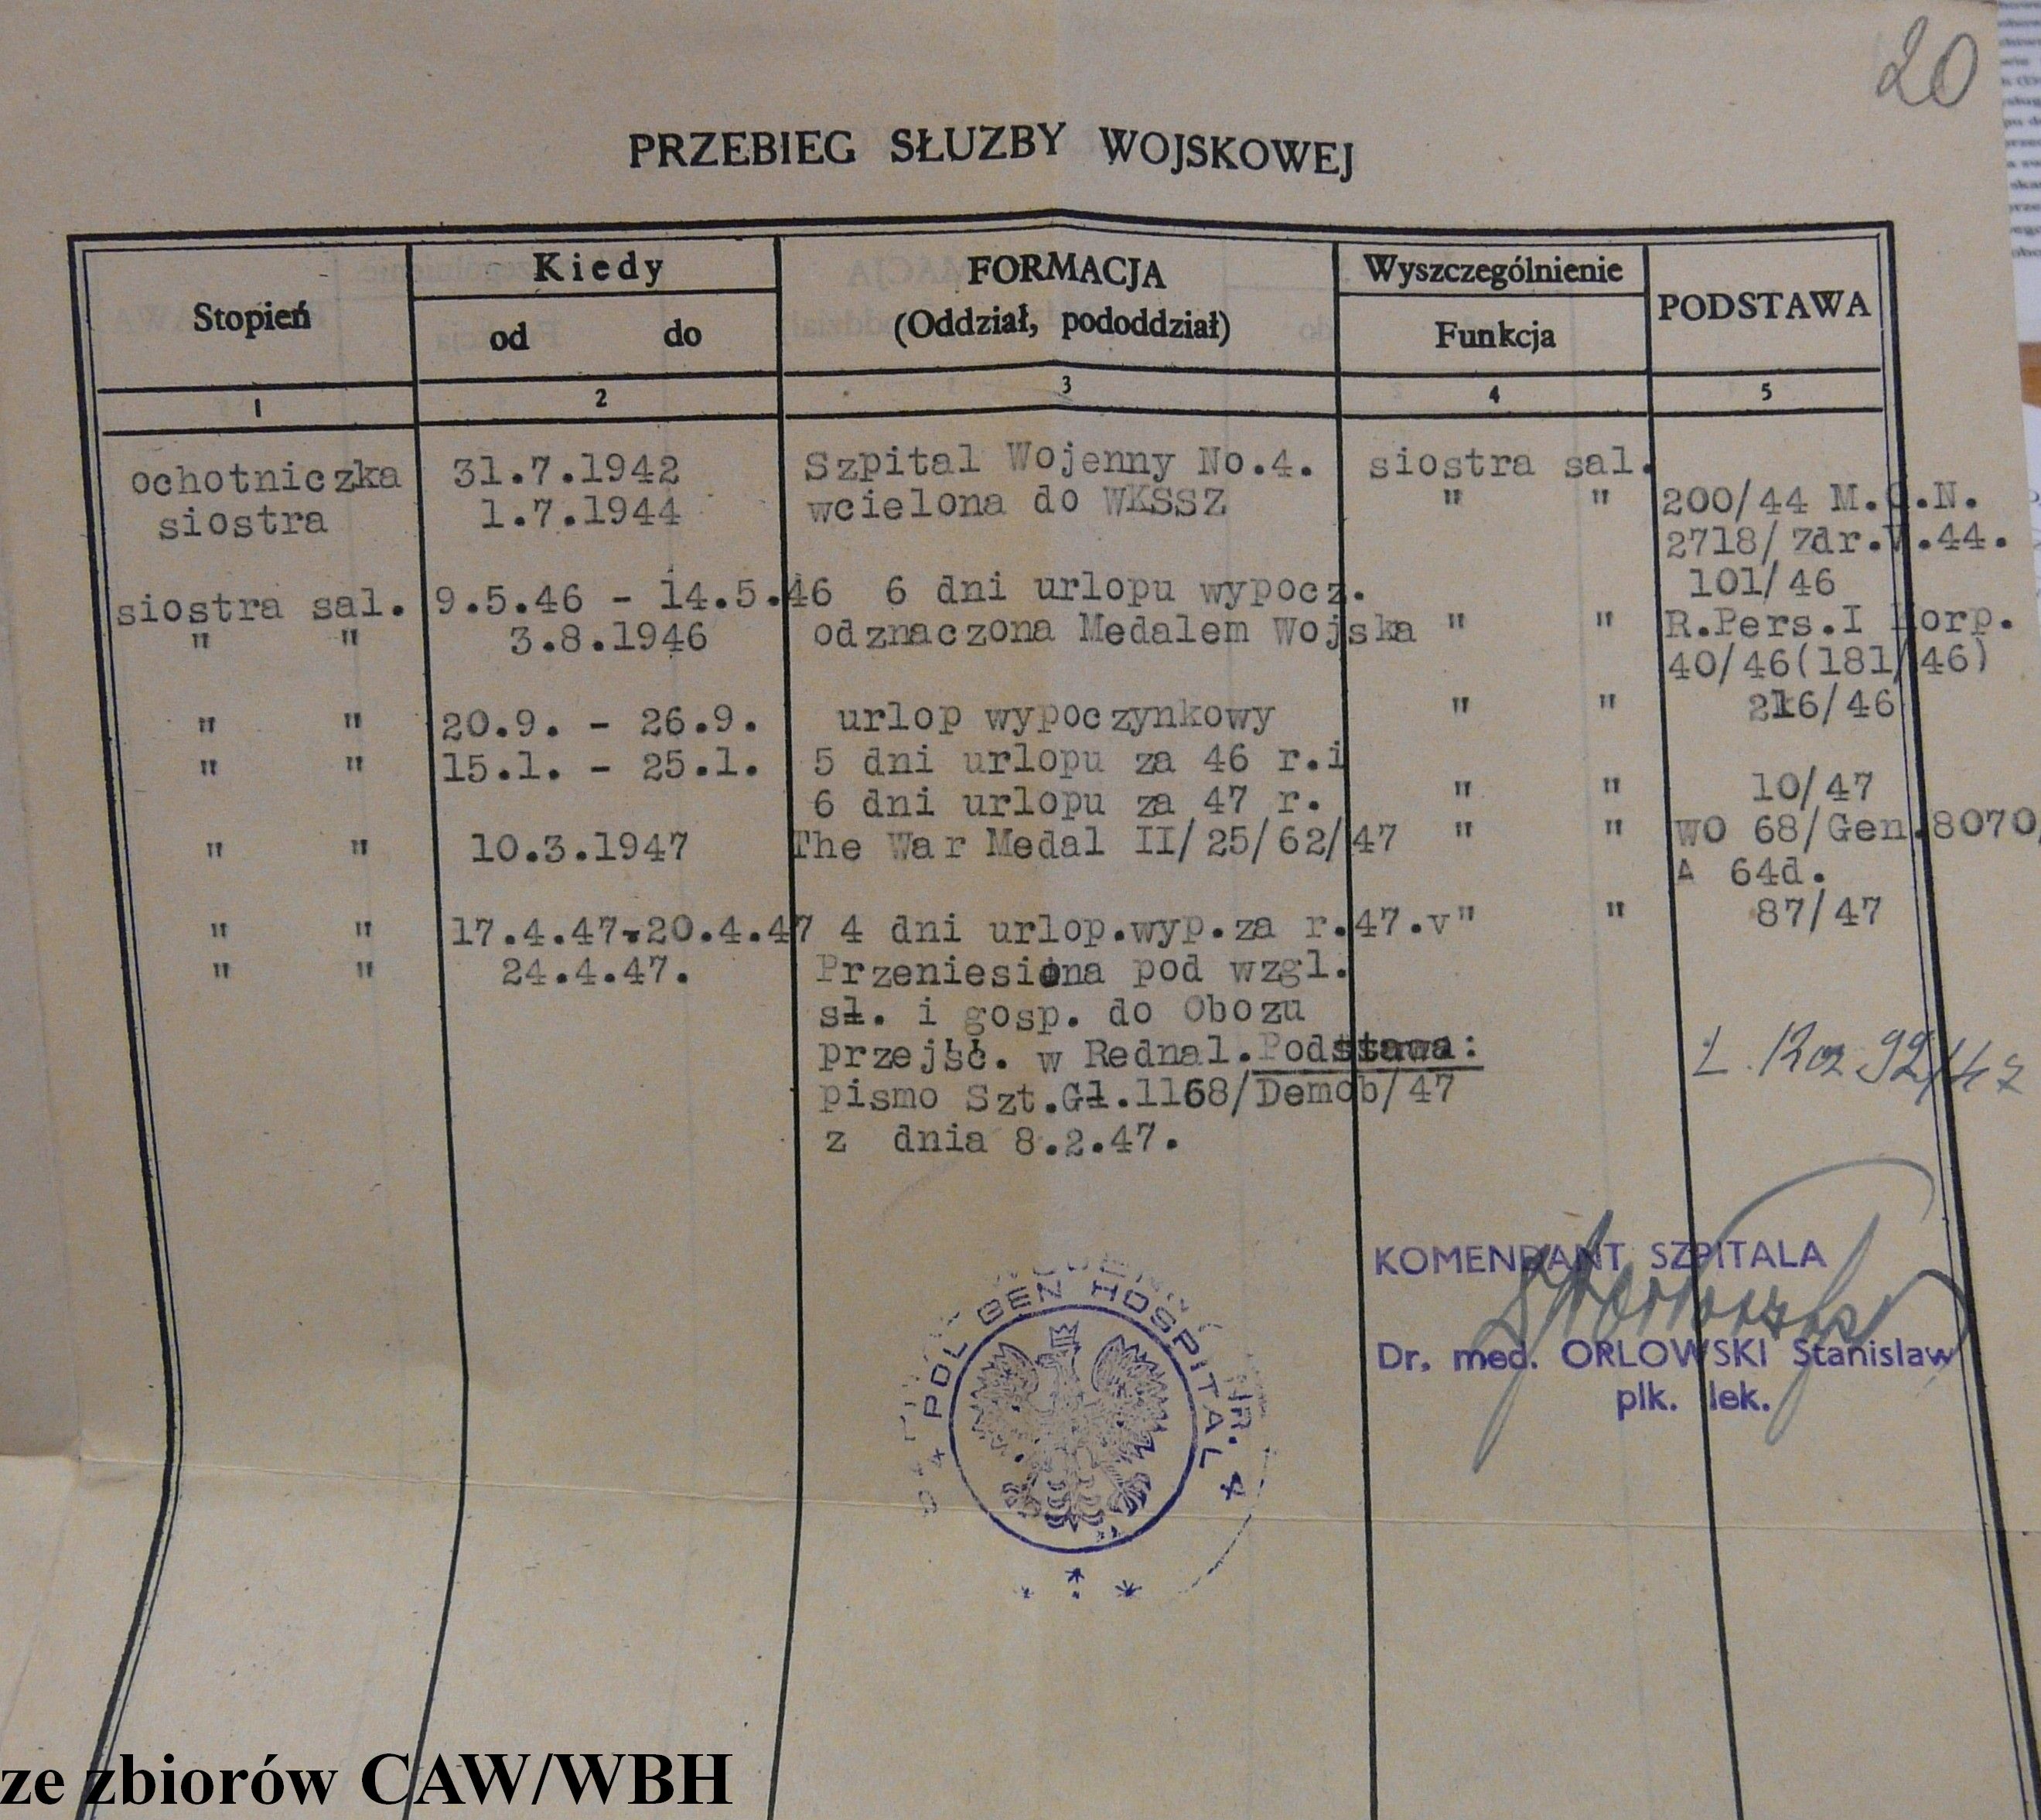 20
PRZEBIEG SŁUZBY WOJSKOWEJ
Stopień Kiedy FORMACJA Wyszczególnienie PODSTAWA
od do (Oddział, pododdział) Funkcja
1 2 3 4 5
ochotniczka 31.7.1942 Szpital Wojenny No.4. siostra sal.
siostra 1.7.1944 wcielona do WKSSZ " " 200/44 M.O.N.
2718/Zdr.W.44.
siostra sal. 9.5.46 - 14.5.46 6 dni urlopu wypocz. 101/46
" " 3.8.1946 odznaczona Medalem Wojska " " R.Pers.I Korp.
40/46(181/46)
" " 20.9. - 26.9. urlop wypoczynkowy " " 216/46
" " 15.1. - 25.1. 5 dni urlopu za 46 r.i
6 dni urlopu za 47 r. " " 10/47
" " 10.3.1947 The War Medal II/25/62/47 " " WO 68/Gen.8070/
A 64d.
" " 17.4.47-20.4.47 4 dni urlop.wyp.za r.47.v" " 87/47
" " 24.4.47. Przeniesiona pod wzgl.
sł. i gosp. do Obozu
przejść. w Rednal.Podstawa: Ł. Roz 92/47
pismo Szt.Gł.1168/Demob/47
z dnia 8.2.47.
KOMENDANT SZPITALA
Dr. med. ORLOWSKI Stanislaw
plk. lek.
POL GEN HOSPITAL
NR.
ze zbiorów CAW/WBH